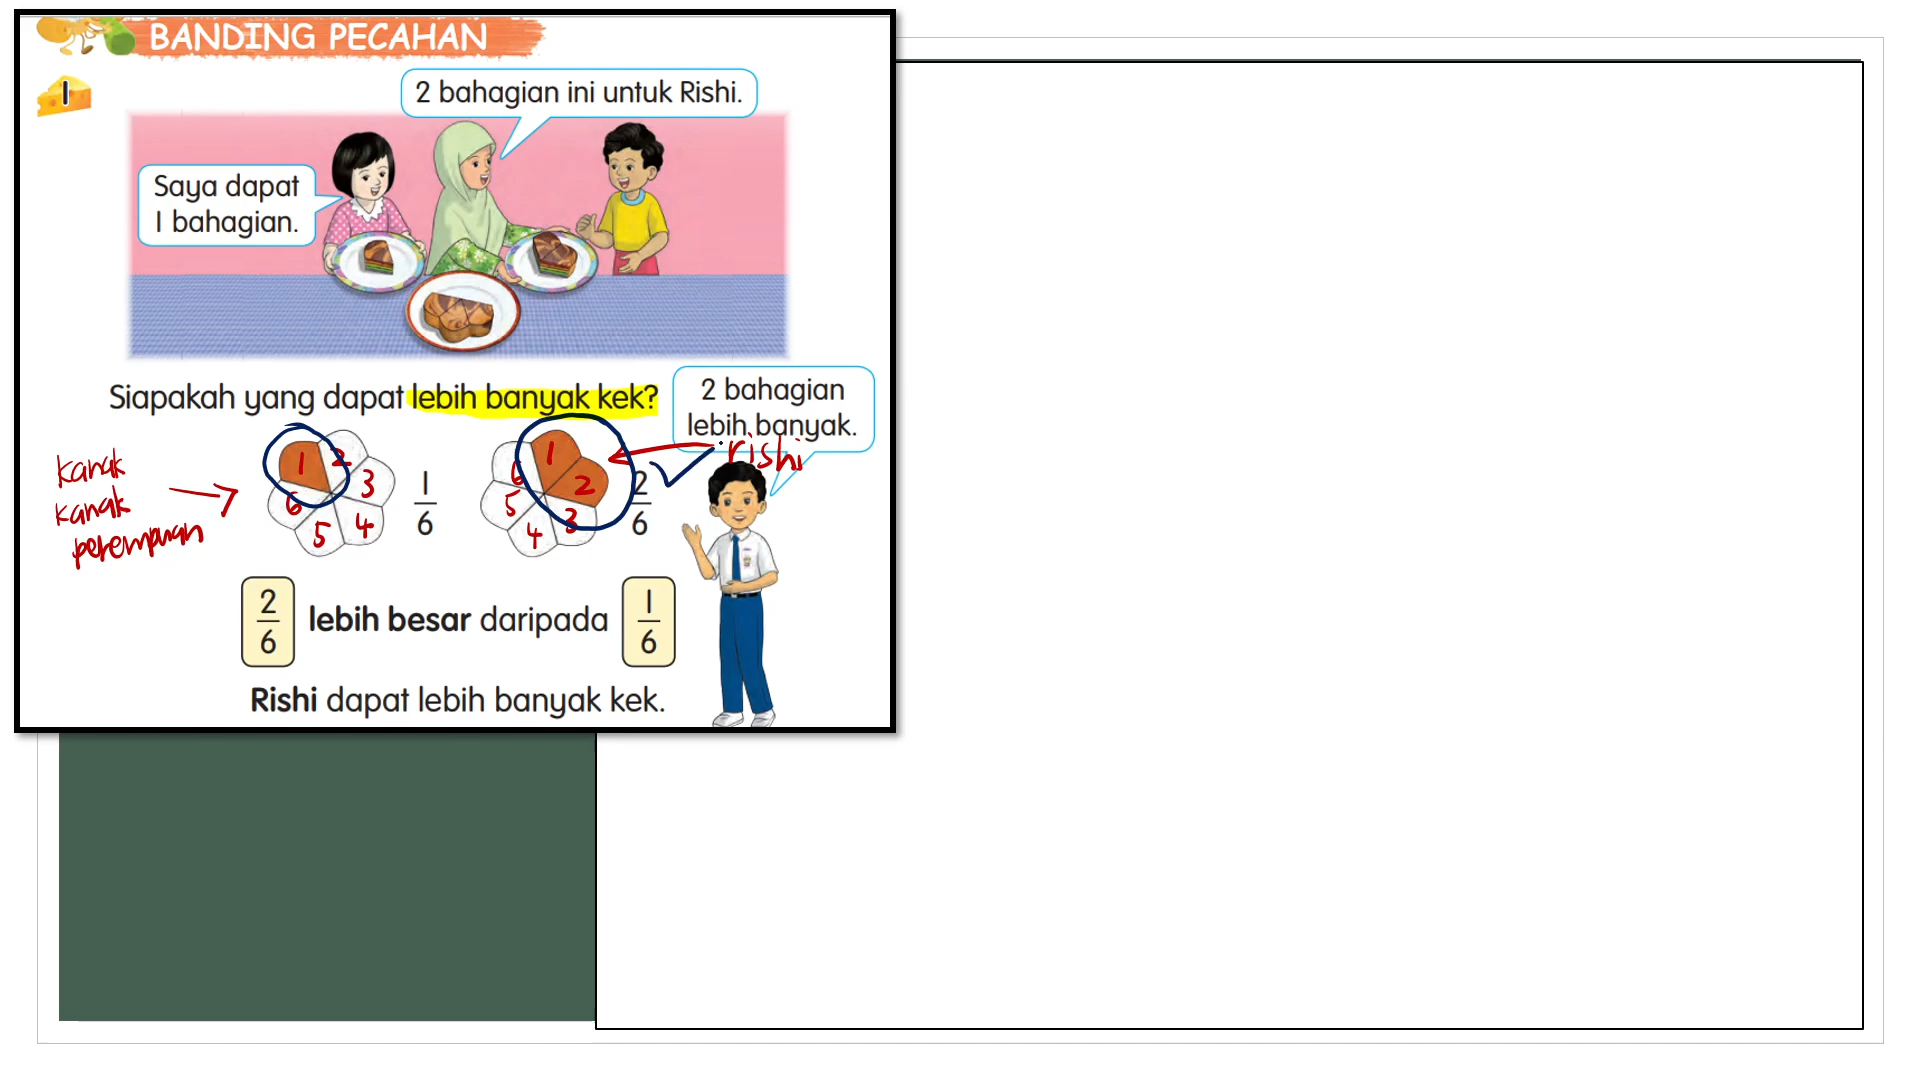 BANDING PECAHAN
1
2 bahagian ini untuk Rishi.
Saya dapat
1 bahagian.
Siapakah yang dapat lebih banyak kek?
2 bahagian
lebih banyak.
rishi
kanak
kanak
perempuan
1
2
3
4
5
6
1
6
1
2
3
4
5
6
2
6
2
6
lebih besar daripada
1
6
Rishi dapat lebih banyak kek.